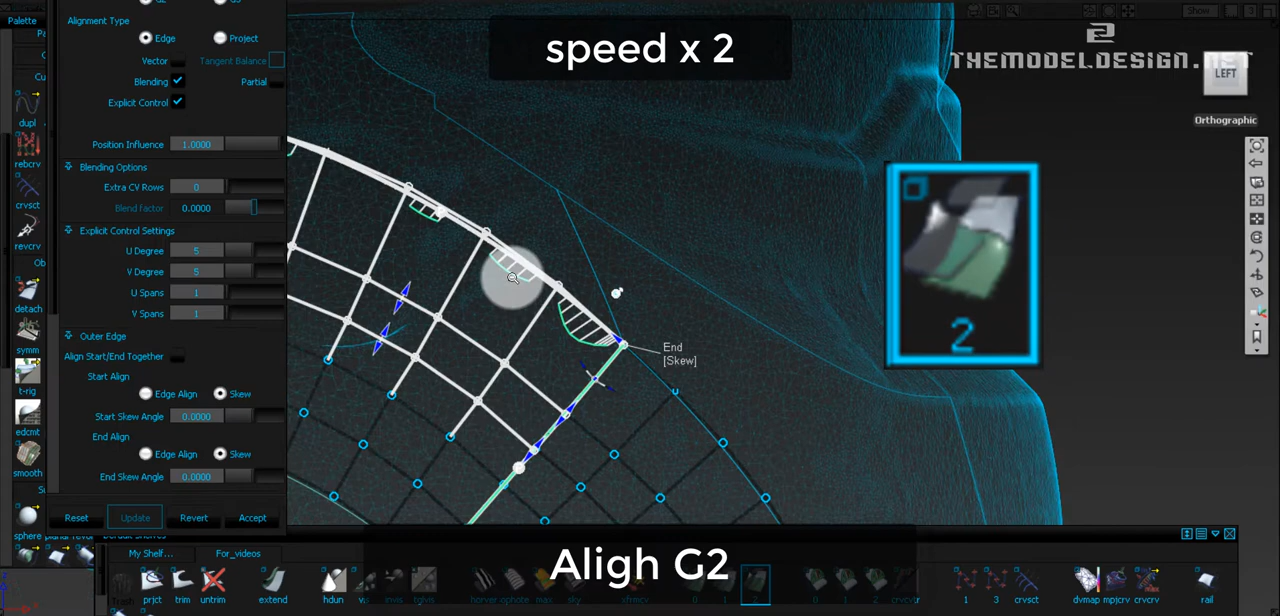 Palette
Show
speed x 2
THEMODELDESIGN.NET
LEFT
Orthographic
Alignment Type
Edge
Project
Vector
Tangent Balance
Blending
Partial
Explicit Control
Position Influence
1.0000
Blending Options
Extra CV Rows
0
Blend Factor
0.0000
Explicit Control Settings
U Degree
5
V Degree
5
U Spans
1
V Spans
1
Outer Edge
Align Start/End Together
Start Align
Edge Align
Skew
Start Skew Angle
0.0000
End Align
Edge Align
Skew
End Skew Angle
0.0000
Reset
Update
Revert
Accept
dupl
rebcrv
crvsct
revcrv
detach
symm
t-rig
edcmt
smooth
sphere
End
[Skew]
2
My Shelf...
For_videos
Aligh G2
prjct
trim
untrim
extend
hdun
1
3
crvsct
dvmap
mpjcrv
crvcrv
rail